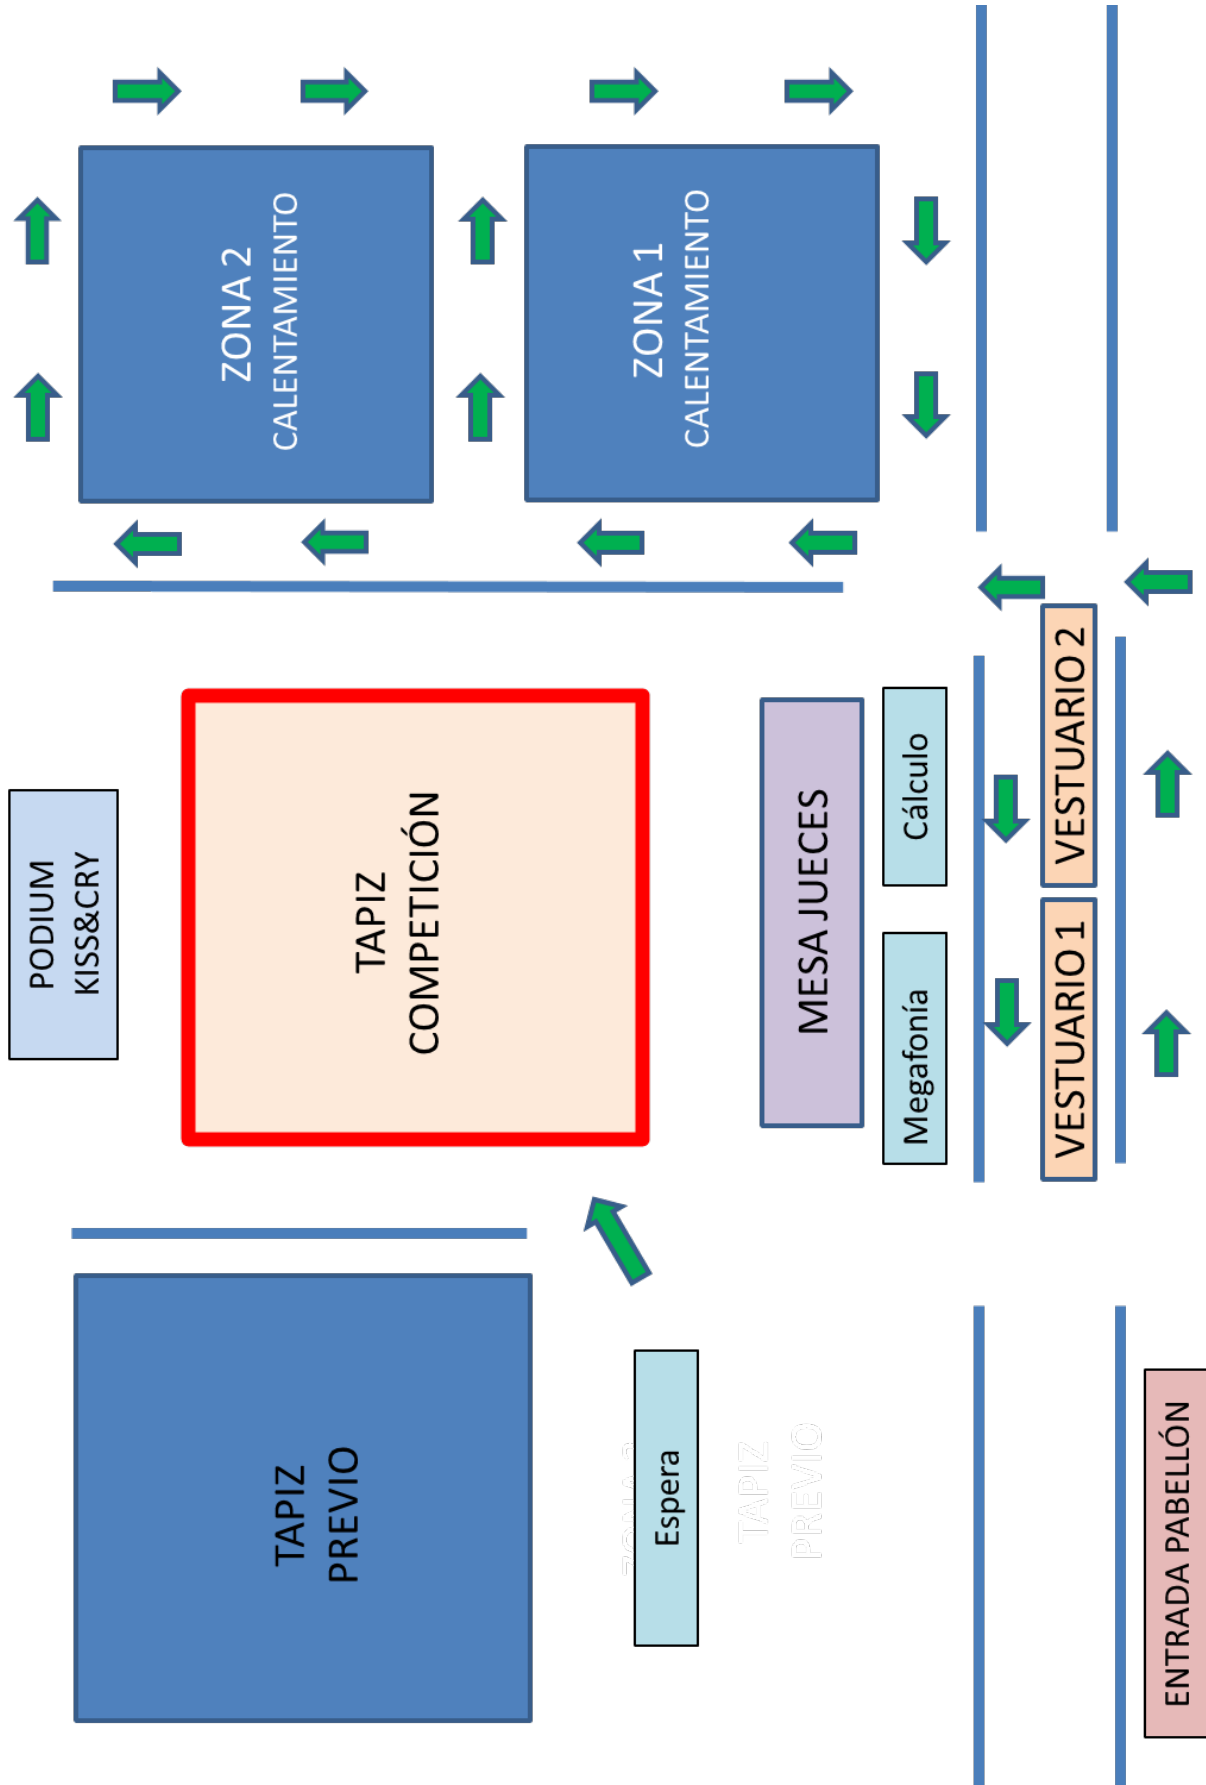 PODIUM
KISS&CRY
TAPIZ
PREVIO
TAPIZ
COMPETICIÓN
ZONA 2
CALENTAMIENTO
ZONA 1
CALENTAMIENTO
Espera
TAPIZ
PREVIO
MESA JUECES
Megafonía
Cálculo
VESTUARIO 1
VESTUARIO 2
ENTRADA PABELLÓN